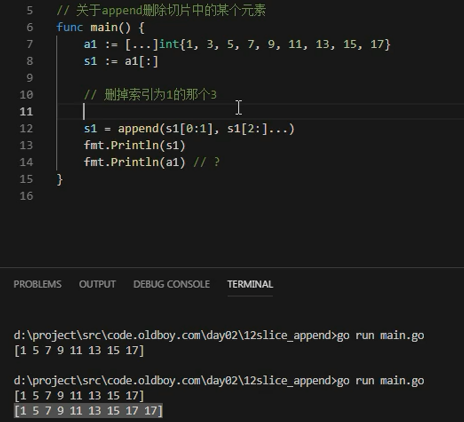 5 // 关于append删除切片中的某个元素
6 func main() {
7 a1 := [...]int{1, 3, 5, 7, 9, 11, 13, 15, 17}
8 s1 := a1[:]
9
10 // 删掉索引为1的那个3
11
12 s1 = append(s1[0:1], s1[2:]...)
13 fmt.Println(s1)
14 fmt.Println(a1) // ?
15 }
16
PROBLEMS OUTPUT DEBUG CONSOLE TERMINAL
d:\project\src\code.oldboy.com\day02\12slice_append>go run main.go
[1 5 7 9 11 13 15 17]
d:\project\src\code.oldboy.com\day02\12slice_append>go run main.go
[1 5 7 9 11 13 15 17]
[1 5 7 9 11 13 15 17 17]